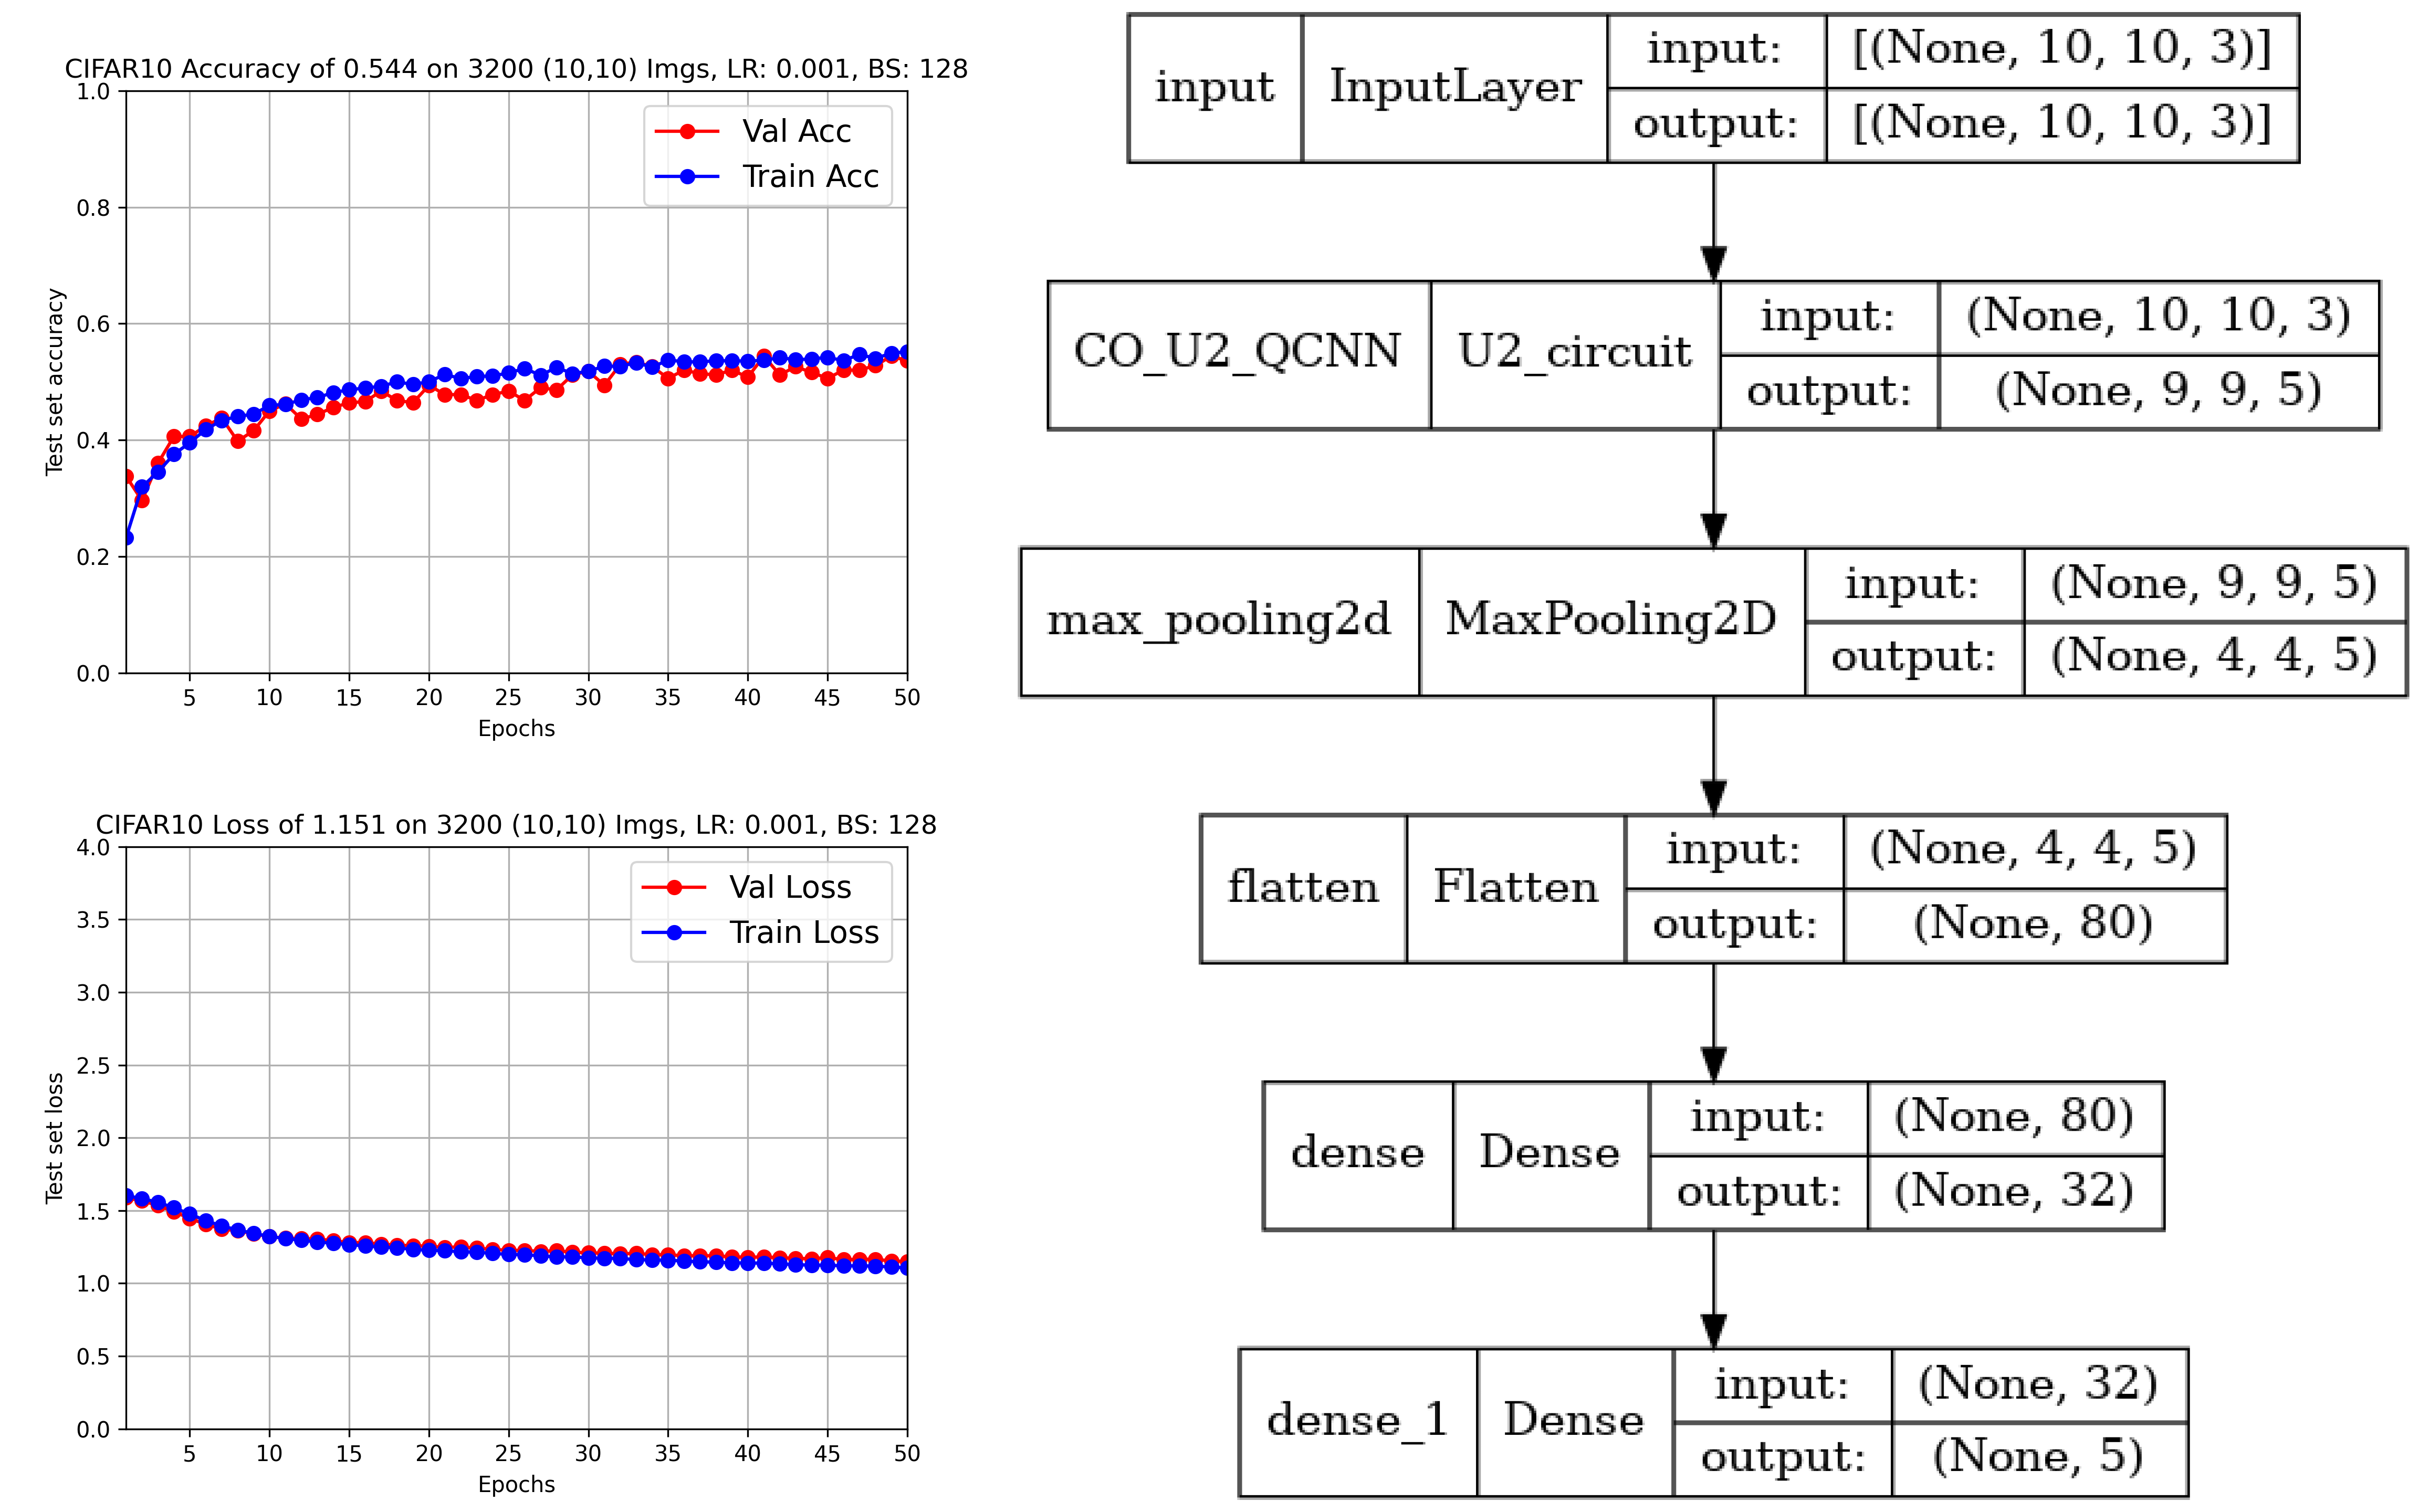 CIFAR10 Accuracy of 0.544 on 3200 (10,10) Imgs, LR: 0.001, BS: 128
Val Acc
Train Acc
Test set accuracy
1.0
0.8
0.6
0.4
0.2
0.0
5 10 15 20 25 30 35 40 45 50
Epochs
CIFAR10 Loss of 1.151 on 3200 (10,10) Imgs, LR: 0.001, BS: 128
Val Loss
Train Loss
Test set loss
4.0
3.5
3.0
2.5
2.0
1.5
1.0
0.5
0.0
5 10 15 20 25 30 35 40 45 50
Epochs
input InputLayer
input: [(None, 10, 10, 3)]
output: [(None, 10, 10, 3)]
CO_U2_QCNN U2_circuit
input: (None, 10, 10, 3)
output: (None, 9, 9, 5)
max_pooling2d MaxPooling2D
input: (None, 9, 9, 5)
output: (None, 4, 4, 5)
flatten Flatten
input: (None, 4, 4, 5)
output: (None, 80)
dense Dense
input: (None, 80)
output: (None, 32)
dense_1 Dense
input: (None, 32)
output: (None, 5)